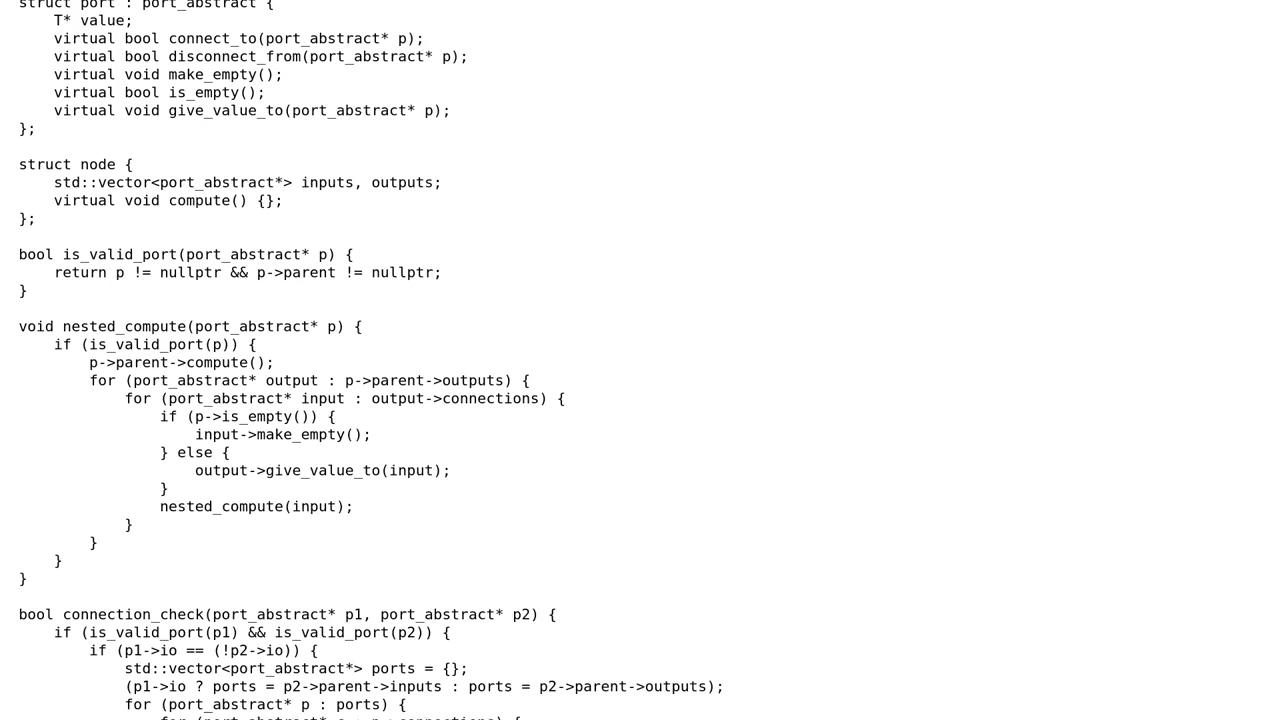 struct port : port_abstract {
    T* value;
    virtual bool connect_to(port_abstract* p);
    virtual bool disconnect_from(port_abstract* p);
    virtual void make_empty();
    virtual bool is_empty();
    virtual void give_value_to(port_abstract* p);
};
struct node {
    std::vector<port_abstract*> inputs, outputs;
    virtual void compute() {};
};
bool is_valid_port(port_abstract* p) {
    return p != nullptr && p->parent != nullptr;
}
void nested_compute(port_abstract* p) {
    if (is_valid_port(p)) {
        p->parent->compute();
        for (port_abstract* output : p->parent->outputs) {
            for (port_abstract* input : output->connections) {
                if (p->is_empty()) {
                    input->make_empty();
                } else {
                    output->give_value_to(input);
                }
                nested_compute(input);
            }
        }
    }
}
bool connection_check(port_abstract* p1, port_abstract* p2) {
    if (is_valid_port(p1) && is_valid_port(p2)) {
        if (p1->io == (!p2->io)) {
            std::vector<port_abstract*> ports = {};
            (p1->io ? ports = p2->parent->inputs : ports = p2->parent->outputs);
            for (port_abstract* p : ports) {